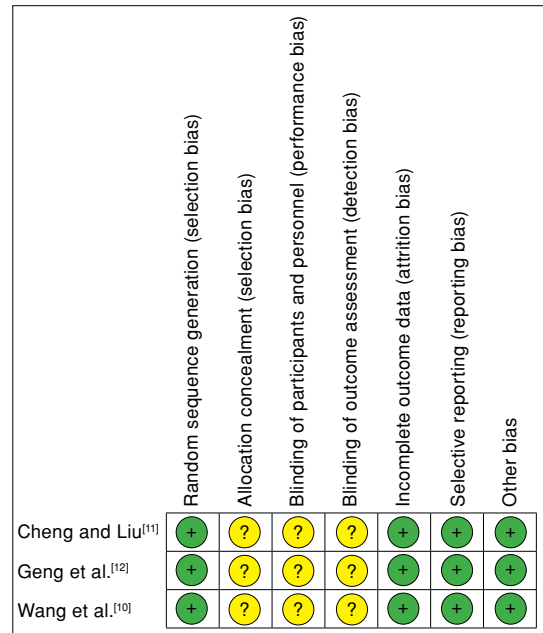 Random sequence generation (selection bias)
Allocation concealment (selection bias)
Blinding of participants and personnel (performance bias)
Blinding of outcome assessment (detection bias)
Incomplete outcome data (attrition bias)
Selective reporting (reporting bias)
Other bias
Cheng and Liu[11] + ? ? ? + + +
Geng et al.[12] + ? ? ? + + +
Wang et al.[10] + ? ? ? + + +